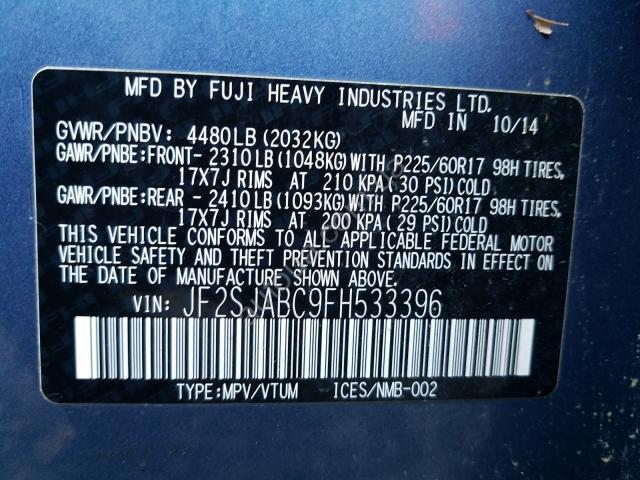 MFD BY FUJI HEAVY INDUSTRIES LTD.
MFD IN 10/14
GVWR/PNBV: 4480LB(2032KG)
GAWR/PNBE:FRONT- 2310LB(1048KG)WITH P225/60R17 98H TIRES,
17X7J RIMS AT 210 KPA(30 PSI)COLD
GAWR/PNBE:REAR - 2410LB(1093KG)WITH P225/60R17 98H TIRES,
17X7J RIMS AT 200 KPA(29 PSI)COLD
THIS VEHICLE CONFORMS TO ALL APPLICABLE FEDERAL MOTOR
VEHICLE SAFETY AND THEFT PREVENTION STANDARDS IN EFFECT ON
THE DATE OF MANUFACTURE SHOWN ABOVE.
VIN: JF2SJABC9FH533396
TYPE:MPV/VTUM ICES/NMB-002